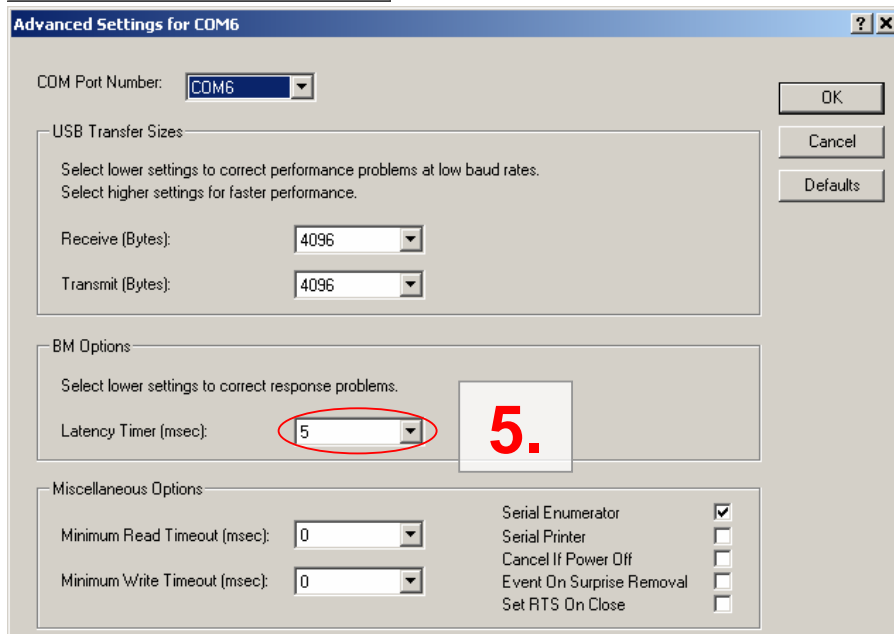 Advanced Settings for COM6
COM Port Number: COM6
OK
Cancel
Defaults
USB Transfer Sizes
Select lower settings to correct performance problems at low baud rates.
Select higher settings for faster performance.
Receive (Bytes): 4096
Transmit (Bytes): 4096
BM Options
Select lower settings to correct response problems.
Latency Timer (msec): 5
5.
Miscellaneous Options
Minimum Read Timeout (msec): 0
Minimum Write Timeout (msec): 0
Serial Enumerator
Serial Printer
Cancel If Power Off
Event On Surprise Removal
Set RTS On Close